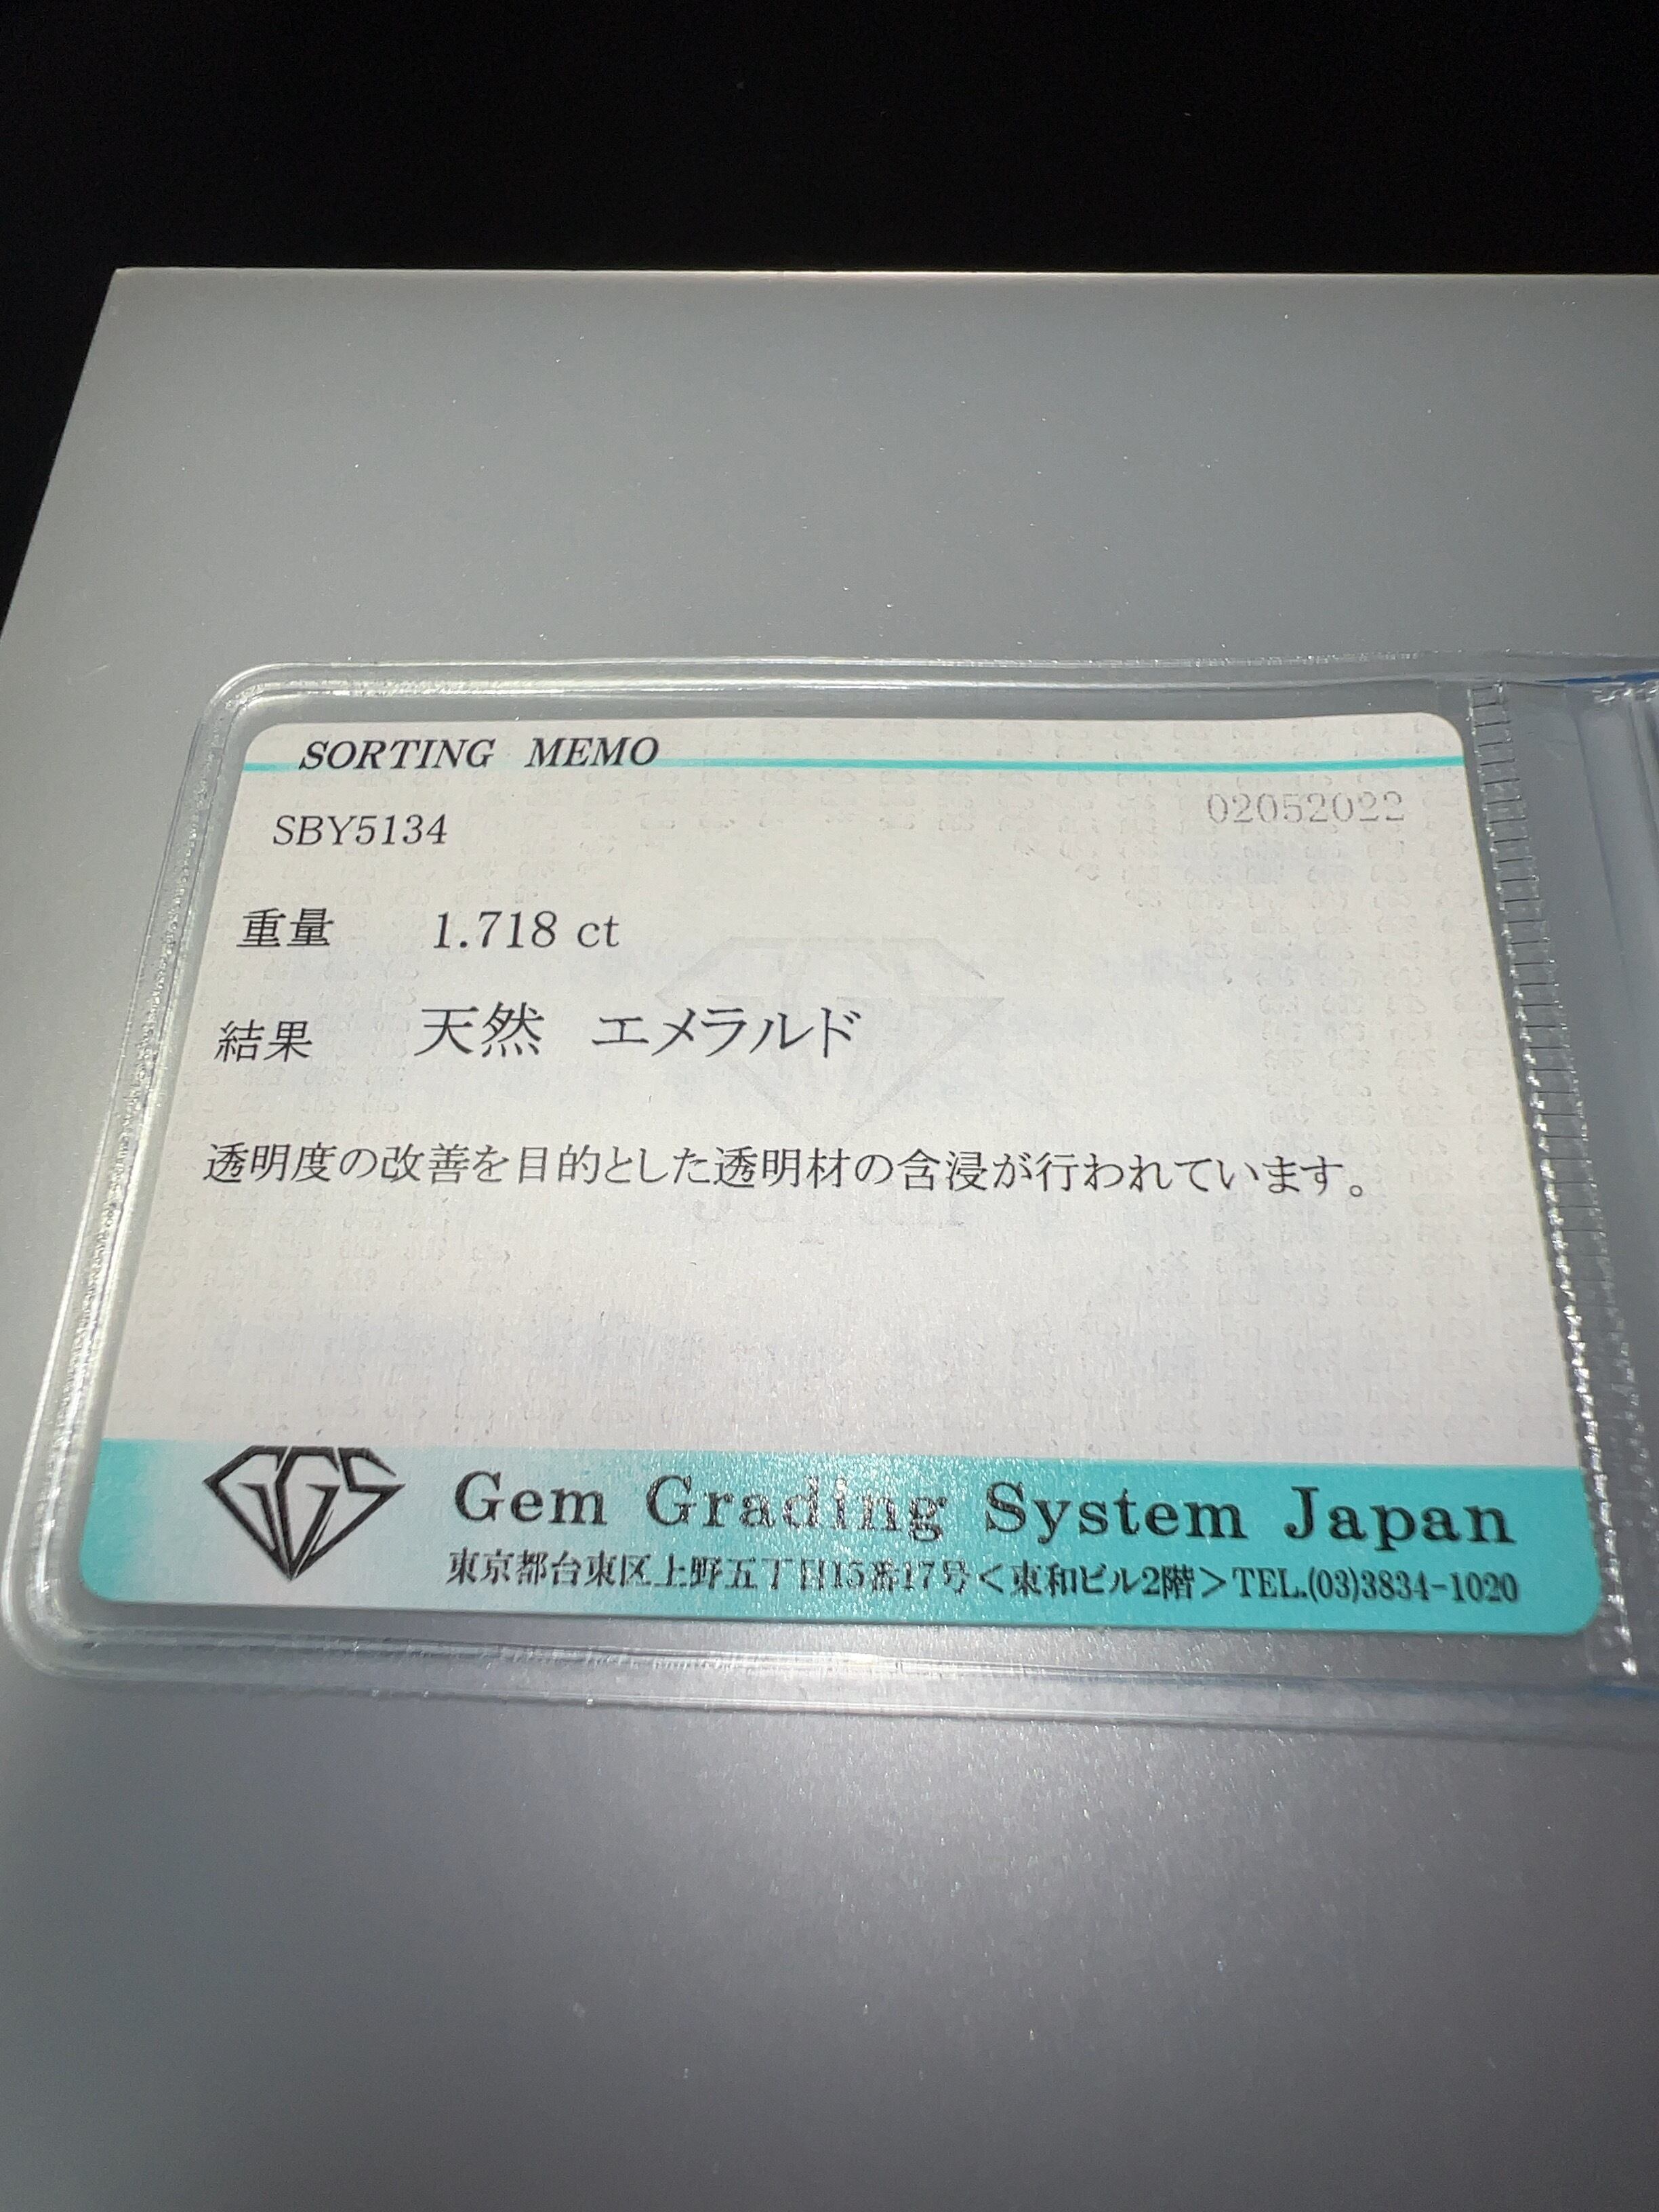 SORTING MEMO
SBY5134
02052022
重量 1.718 ct
結果 天然 エメラルド
透明度の改善を目的とした透明材の含浸が行われています。
GGS
Gem Grading System Japan
東京都台東区上野五丁目15番17号<東和ビル2階>TEL.(03)3834-1020